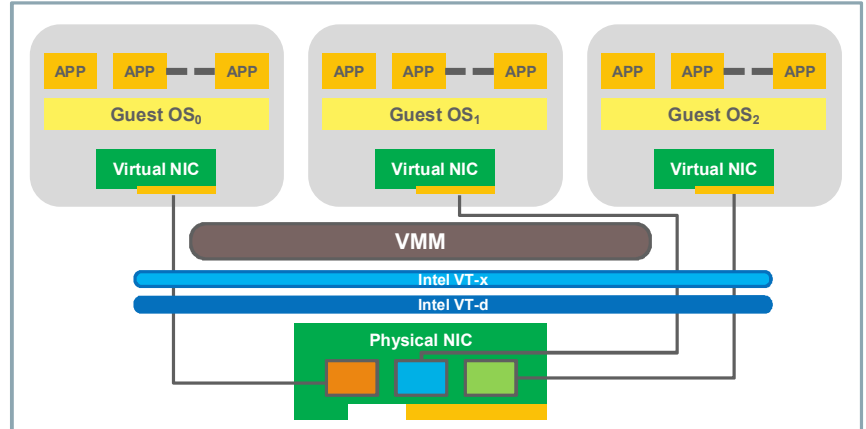 APP APP APP APP APP APP APP APP APP
Guest OS₀ Guest OS₁ Guest OS₂
Virtual NIC Virtual NIC Virtual NIC
VMM
Intel VT-x
Intel VT-d
Physical NIC